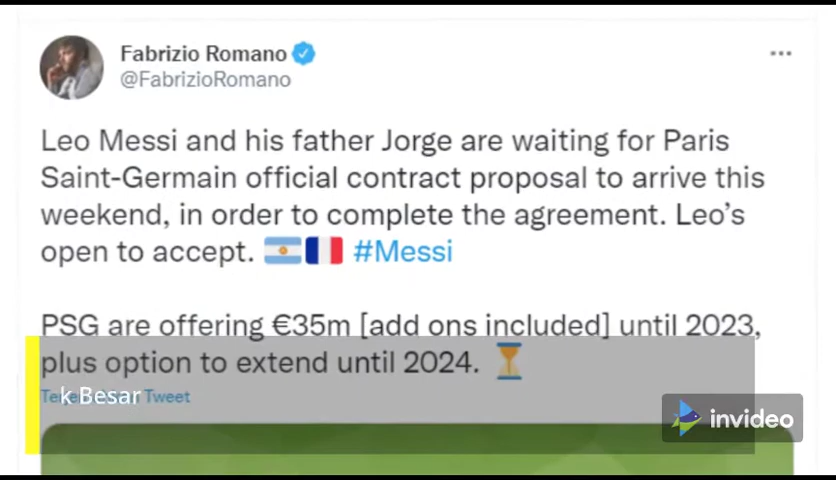 Fabrizio Romano
@FabrizioRomano
Leo Messi and his father Jorge are waiting for Paris
Saint-Germain official contract proposal to arrive this
weekend, in order to complete the agreement. Leo’s
open to accept. 🇦🇷🇫🇷 #Messi
PSG are offering €35m [add ons included] until 2023,
plus option to extend until 2024. ⏳
k Besar
Tweet
invideo